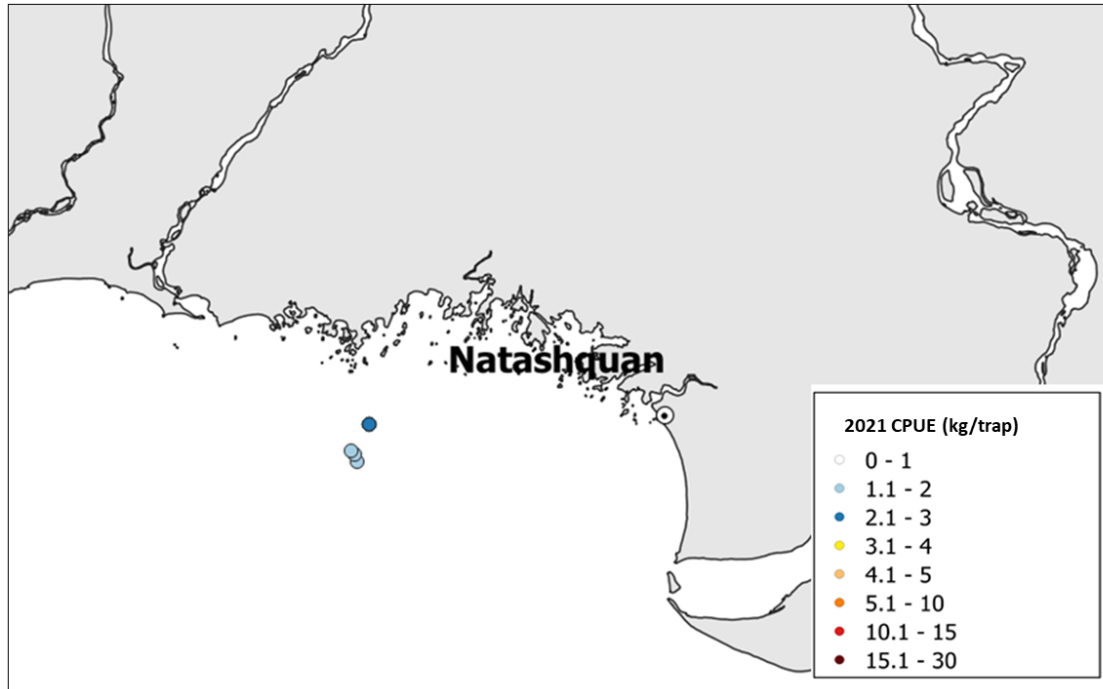 Natashquan
2021 CPUE (kg/trap)
0 - 1
1.1 - 2
2.1 - 3
3.1 - 4
4.1 - 5
5.1 - 10
10.1 - 15
15.1 - 30